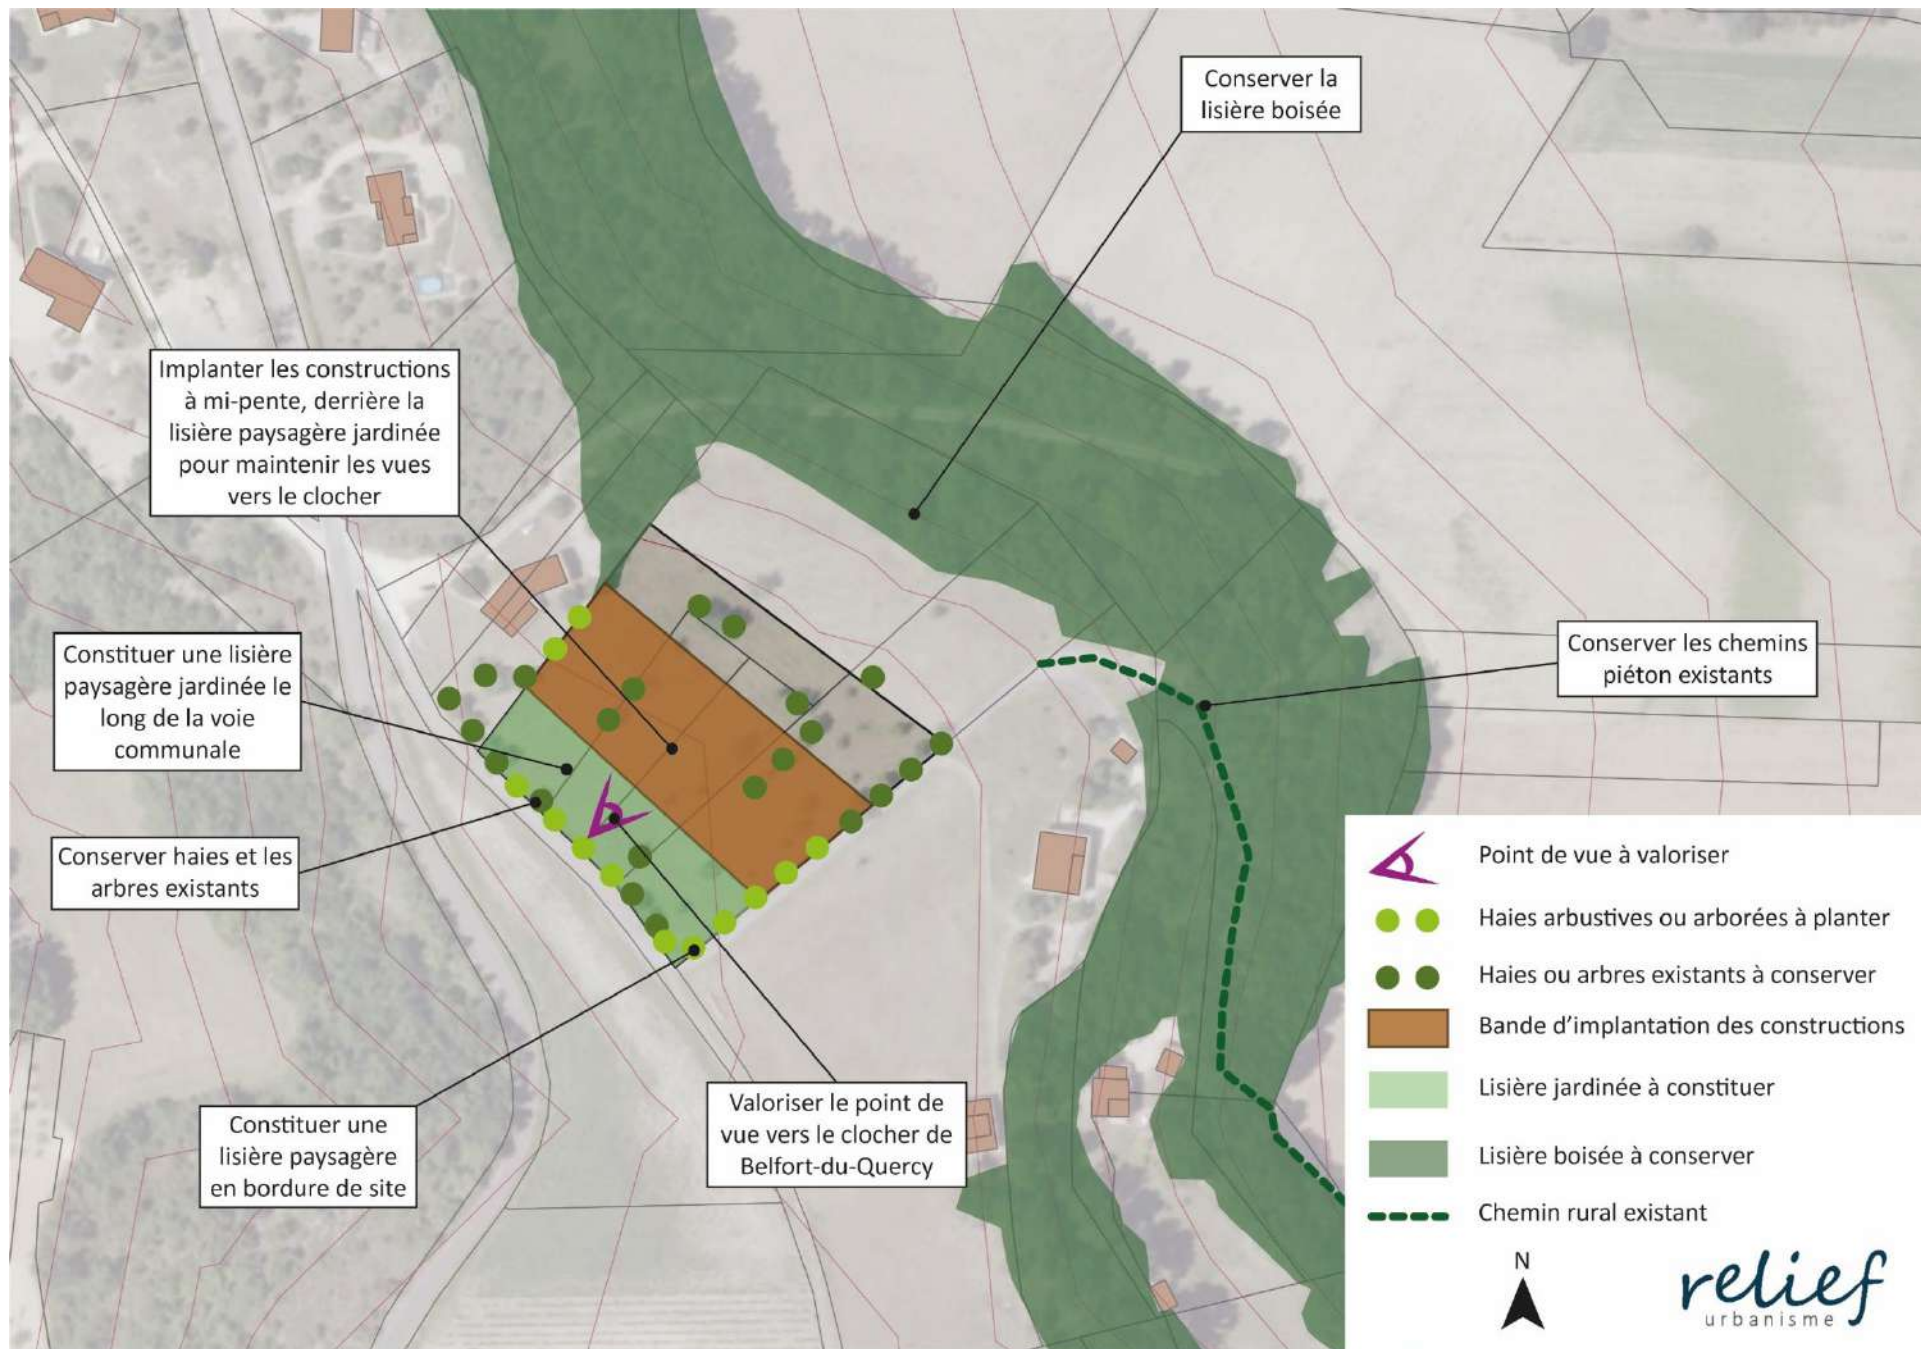 Conserver la
lisière boisée
Implanter les constructions
à mi-pente, derrière la
lisière paysagère jardinée
pour maintenir les vues
vers le clocher
Constituer une lisière
paysagère jardinée le
long de la voie
communale
Conserver les chemins
piéton existants
Conserver haies et les
arbres existants
Constituer une
lisière paysagère
en bordure de site
Valoriser le point de
vue vers le clocher de
Belfort-du-Quercy
Point de vue à valoriser
Haies arbustives ou arborées à planter
Haies ou arbres existants à conserver
Bande d'implantation des constructions
Lisière jardinée à constituer
Lisière boisée à conserver
Chemin rural existant
N
relief
urbanisme